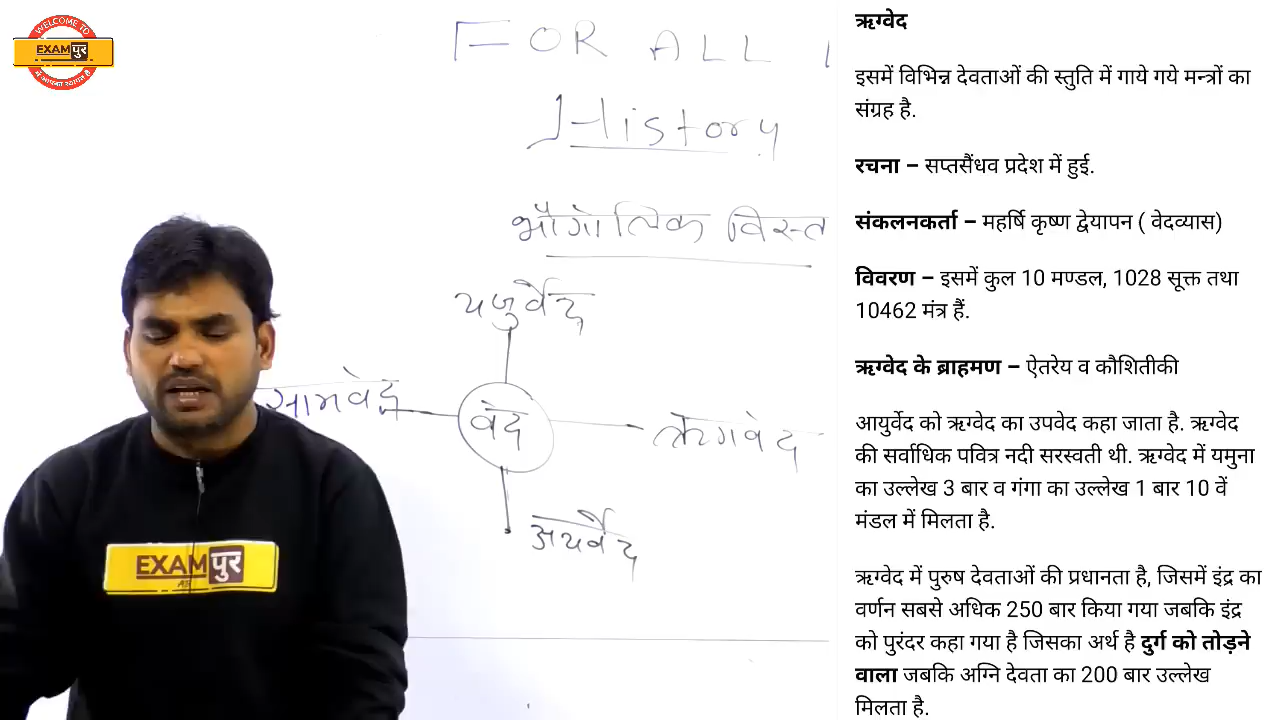 WELCOME TO
EXAMपुर
में आपका स्वागत है
FOR ALL
History
भौगोलिक विस्त
यजुर्वेद
सामवेद
वेद
ऋगवेद
अथर्वेद
EXAMपुर
ऋग्वेद
इसमें विभिन्न देवताओं की स्तुति में गाये गये मन्त्रों का
संग्रह है.
रचना – सप्तसैंधव प्रदेश में हुई.
संकलनकर्ता – महर्षि कृष्ण द्वेयापन ( वेदव्यास)
विवरण – इसमें कुल 10 मण्डल, 1028 सूक्त तथा
10462 मंत्र हैं.
ऋग्वेद के ब्राहमण – ऐतरेय व कौशितीकी
आयुर्वेद को ऋग्वेद का उपवेद कहा जाता है. ऋग्वेद
की सर्वाधिक पवित्र नदी सरस्वती थी. ऋग्वेद में यमुना
का उल्लेख 3 बार व गंगा का उल्लेख 1 बार 10 वें
मंडल में मिलता है.
ऋग्वेद में पुरुष देवताओं की प्रधानता है, जिसमें इंद्र का
वर्णन सबसे अधिक 250 बार किया गया जबकि इंद्र
को पुरंदर कहा गया है जिसका अर्थ है दुर्ग को तोड़ने
वाला जबकि अग्नि देवता का 200 बार उल्लेख
मिलता है.